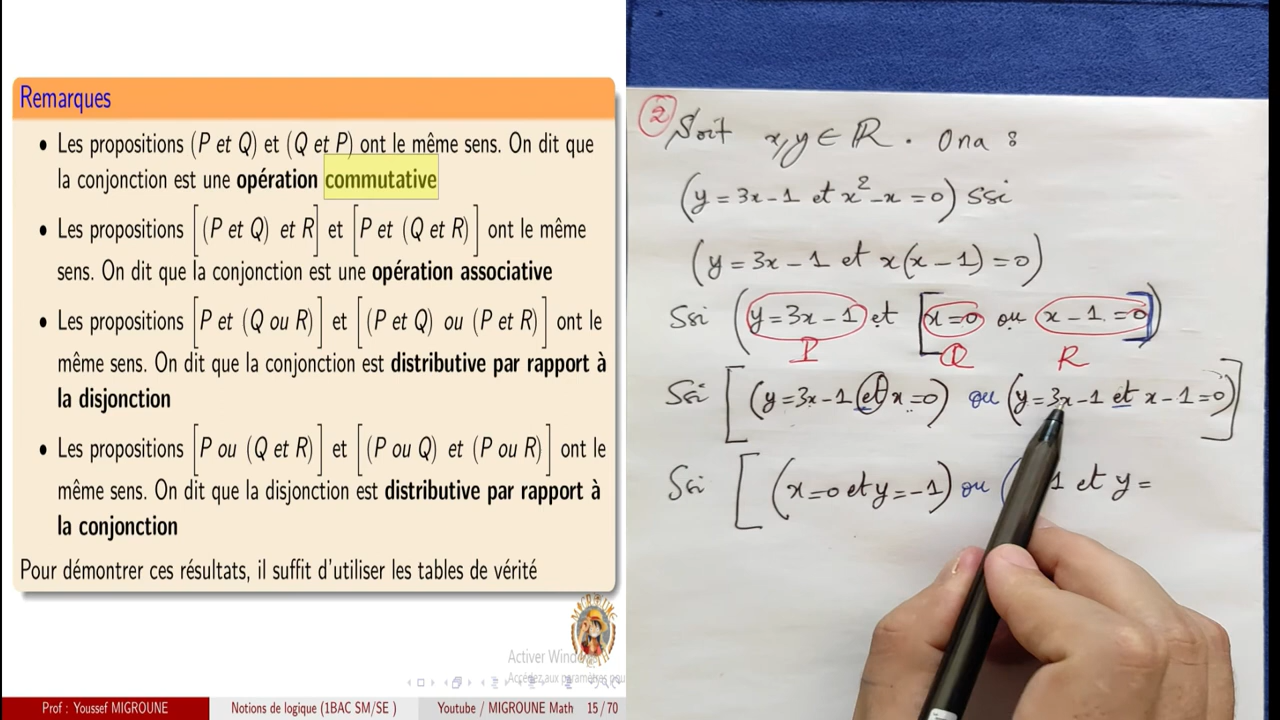 Remarques
• Les propositions (P et Q) et (Q et P) ont le même sens. On dit que
la conjonction est une opération commutative
• Les propositions [(P et Q) et R] et [P et (Q et R)] ont le même
sens. On dit que la conjonction est une opération associative
• Les propositions [P et (Q ou R)] et [(P et Q) ou (P et R)] ont le
même sens. On dit que la conjonction est distributive par rapport à
la disjonction
• Les propositions [P ou (Q et R)] et [(P ou Q) et (P ou R)] ont le
même sens. On dit que la disjonction est distributive par rapport à
la conjonction
Pour démontrer ces résultats, il suffit d'utiliser les tables de vérité
Activer Wind
Accédez aux paramètres pou
Prof : Youssef MIGROUNE Notions de logique (1BAC SM/SE ) Youtube / MIGROUNE Math 15 / 70
② Soit x,y ∈ ℝ . Ona :
(y = 3x - 1 et x² - x = 0) ssi
(y = 3x - 1 et x(x - 1) = 0)
Ssi (y = 3x - 1 et [x = 0 ou x - 1 = 0])
P Q R
Ssi [(y = 3x - 1 et x = 0) ou (y = 3x - 1 et x - 1 = 0)]
Ssi [(x = 0 et y = -1) ou ( 1 et y =